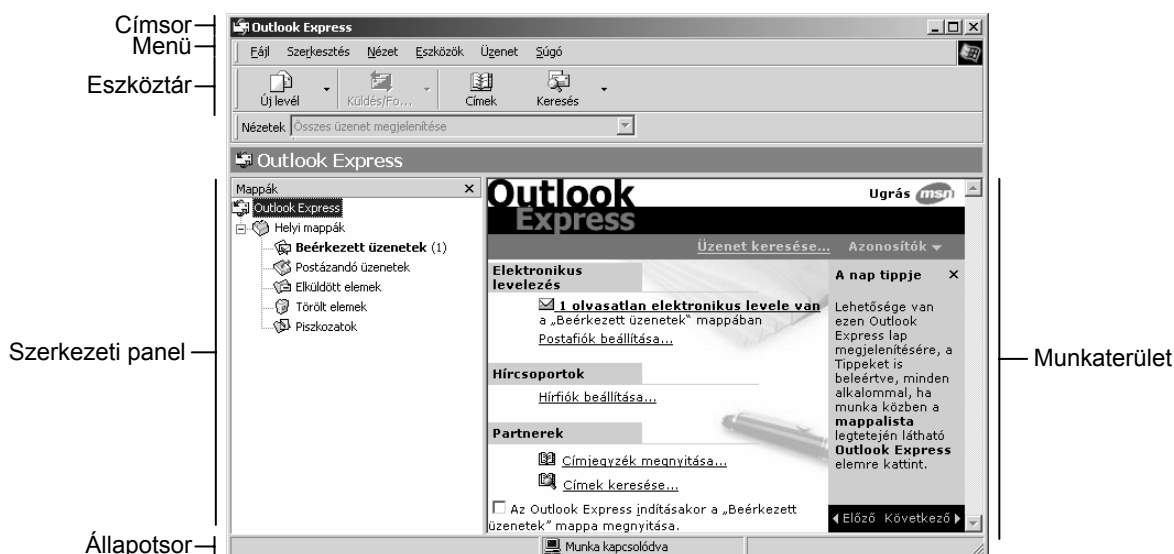 Címsor
Outlook Express
Menü
Fájl Szerkesztés Nézet Eszközök Üzenet Súgó
Eszköztár
Új levél Küldés/Fo... Címek Keresés
Nézetek Összes üzenet megjelenítése
Outlook Express
Szerkezeti panel
Mappák
Outlook Express
Helyi mappák
Beérkezett üzenetek (1)
Postázandó üzenetek
Elküldött elemek
Törölt elemek
Piszkozatok
Outlook
Express
Ugrás msn
Üzenet keresése... Azonosítók
Elektronikus
levelezés
1 olvasatlan elektronikus levele van
a „Beérkezett üzenetek” mappában
Postafiók beállítása...
Hírcsoportok
Hírfiók beállítása...
Partnerek
Címjegyzék megnyitása...
Címek keresése...
Az Outlook Express indításakor a „Beérkezett
üzenetek” mappa megnyitása.
A nap tippje
Lehetősége van
ezen Outlook
Express lap
megjelenítésére, a
Tippeket is
beleértve, minden
alkalommal, ha
munka közben a
mappalista
legtetején látható
Outlook Express
elemre kattint.
Előző Következő
Munkaterület
Állapotsor
Munka kapcsolódva